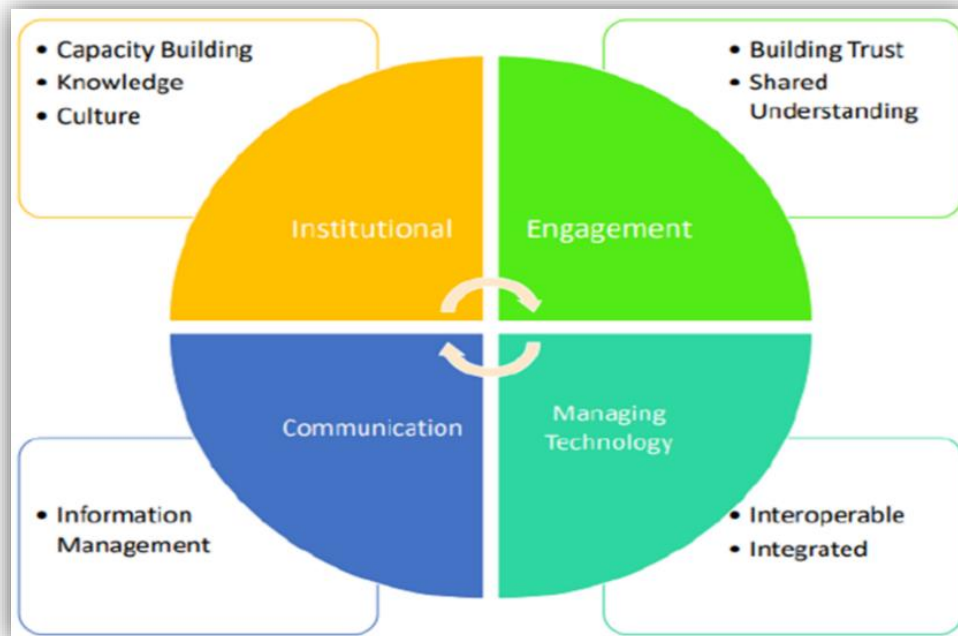 • Capacity Building
• Knowledge
• Culture
• Building Trust
• Shared
Understanding
Institutional
Engagement
Communication
Managing
Technology
• Information
Management
• Interoperable
• Integrated